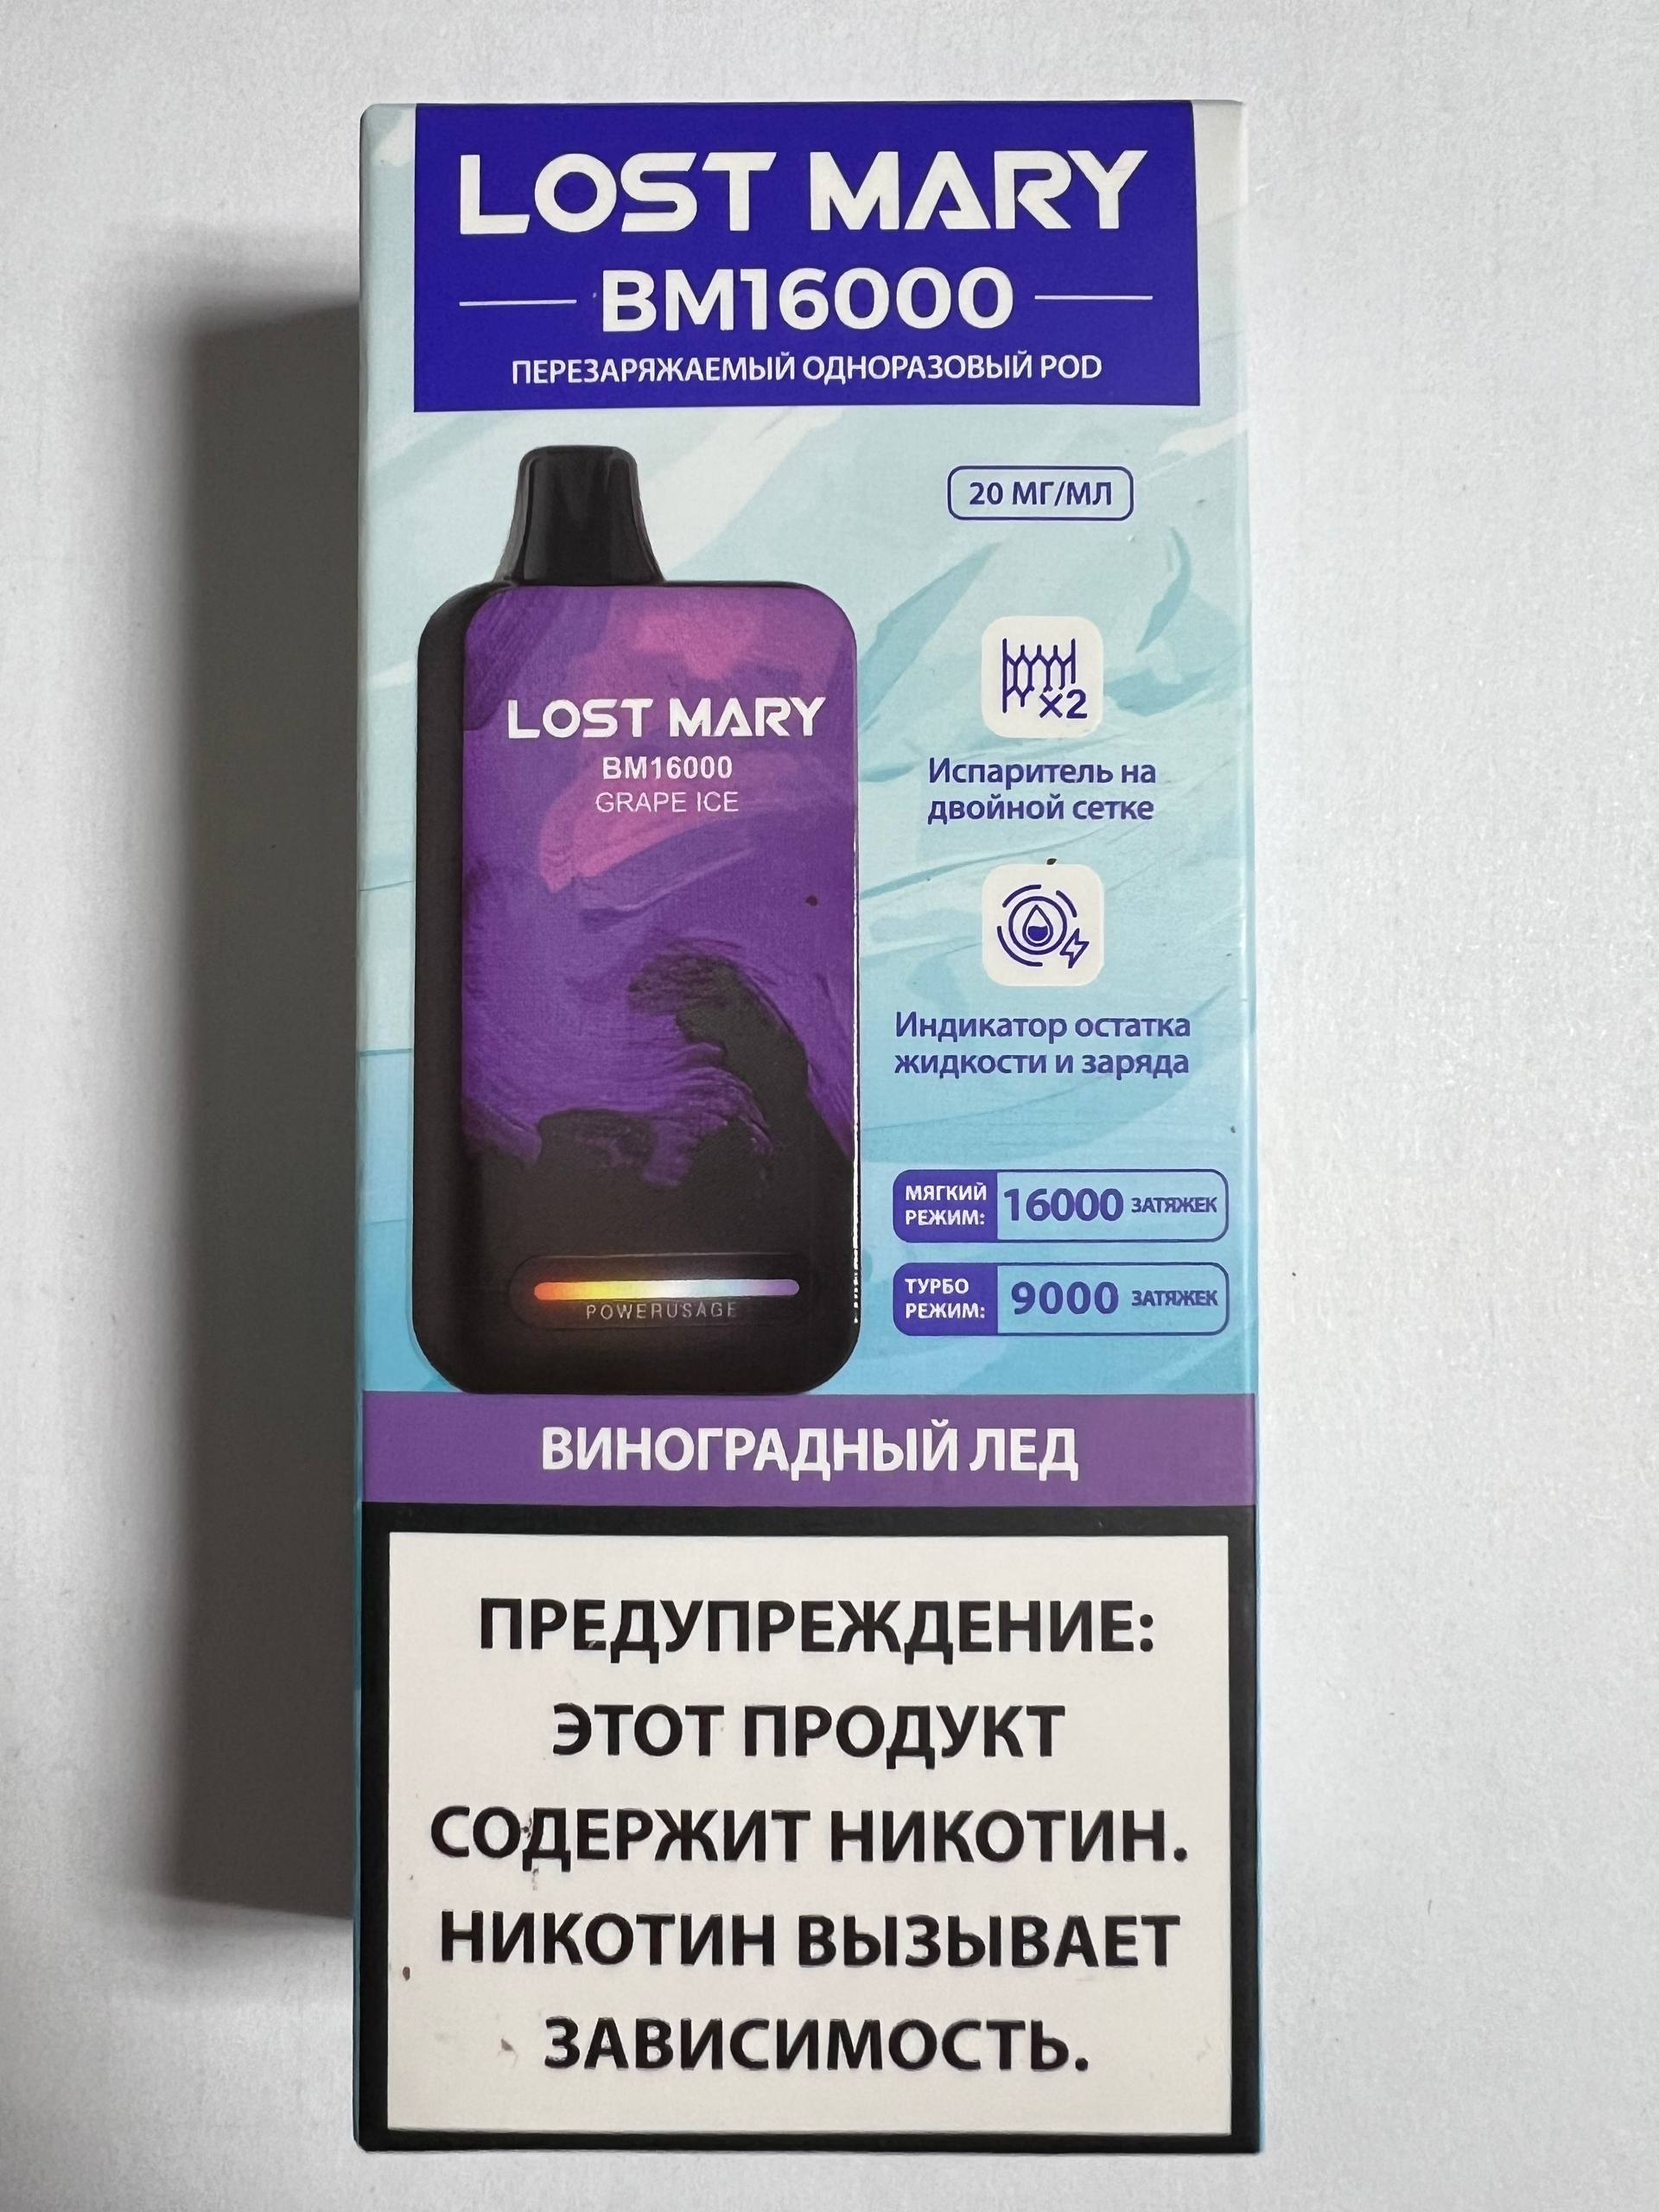 LOST MARY
BM16000
ПЕРЕЗАРЯЖАЕМЫЙ ОДНОРАЗОВЫЙ POD
20 МГ/МЛ
LOST MARY
BM16000
GRAPE ICE
x2
Испаритель на
двойной сетке
Индикатор остатка
жидкости и заряда
МЯГКИЙ
РЕЖИМ:
16000 ЗАТЯЖЕК
ТУРБО
РЕЖИМ:
9000 ЗАТЯЖЕК
POWERUSAGE
ВИНОГРАДНЫЙ ЛЕД
ПРЕДУПРЕЖДЕНИЕ:
ЭТОТ ПРОДУКТ
СОДЕРЖИТ НИКОТИН.
НИКОТИН ВЫЗЫВАЕТ
ЗАВИСИМОСТЬ.